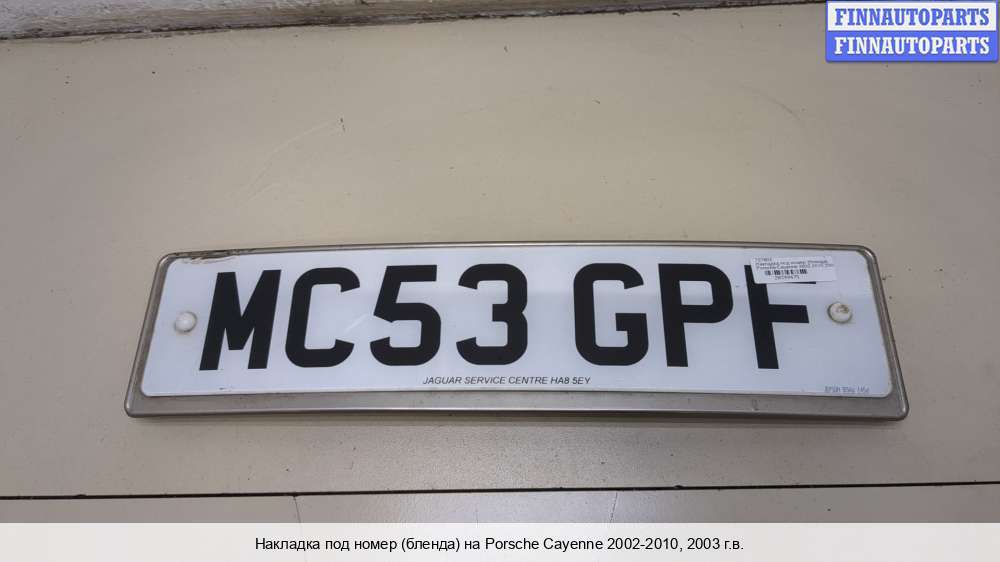 FINNAUTOPARTS
FINNAUTOPARTS
MC53 GPF
JAGUAR SERVICE CENTRE HA8 5EY
Накладка под номер (бленда) на Porsche Cayenne 2002-2010, 2003 г.в.